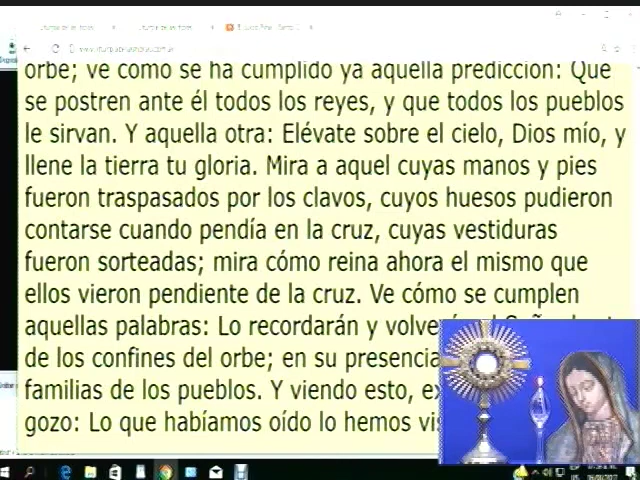 orbe; ve cómo se ha cumplido ya aquella predicción: Que
se postren ante él todos los reyes, y que todos los pueblos
le sirvan. Y aquella otra: Elévate sobre el cielo, Dios mío, y
llene la tierra tu gloria. Mira a aquel cuyas manos y pies
fueron traspasados por los clavos, cuyos huesos pudieron
contarse cuando pendía en la cruz, cuyas vestiduras
fueron sorteadas; mira cómo reina ahora el mismo que
ellos vieron pendiente de la cruz. Ve cómo se cumplen
aquellas palabras: Lo recordarán y
de los confines del orbe; en su presencia
familias de los pueblos. Y viendo esto,
gozo: Lo que habíamos oído lo hemos